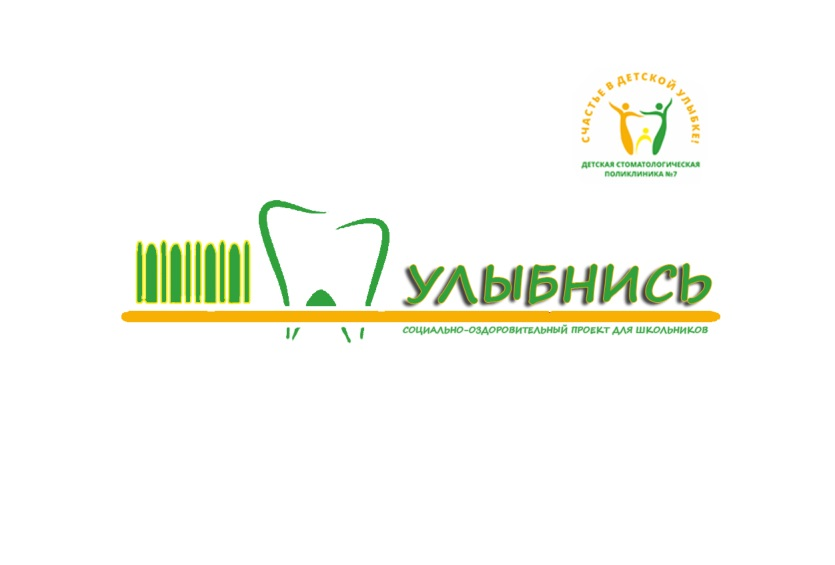 СЧАСТЬЕ В ДЕТСКОЙ УЛЫБКЕ!
ДЕТСКАЯ СТОМАТОЛОГИЧЕСКАЯ
ПОЛИКЛИНИКА №7
УЛЫБНИСЬ
СОЦИАЛЬНО-ОЗДОРОВИТЕЛЬНЫЙ ПРОЕКТ ДЛЯ ШКОЛЬНИКОВ